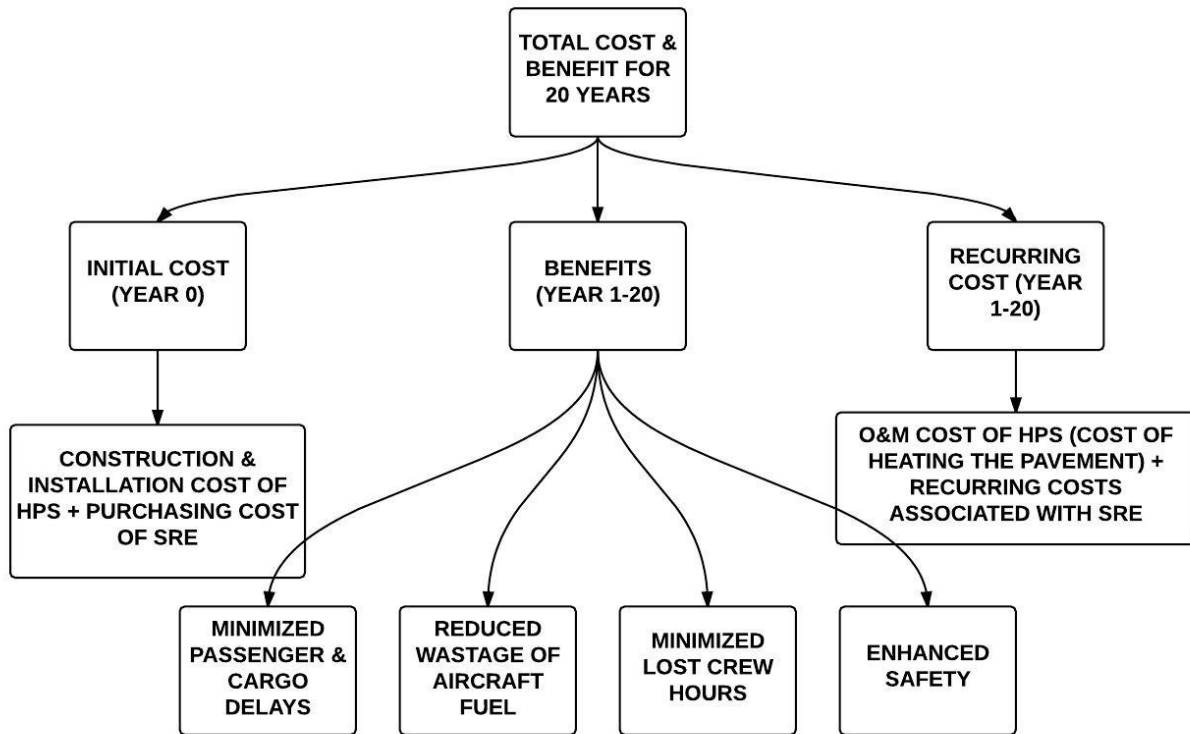 TOTAL COST &
BENEFIT FOR
20 YEARS
INITIAL COST
(YEAR 0)
BENEFITS
(YEAR 1-20)
RECURRING
COST (YEAR
1-20)
CONSTRUCTION &
INSTALLATION COST OF
HPS + PURCHASING COST
OF SRE
O&M COST OF HPS (COST OF
HEATING THE PAVEMENT) +
RECURRING COSTS
ASSOCIATED WITH SRE
MINIMIZED
PASSENGER &
CARGO
DELAYS
REDUCED
WASTAGE OF
AIRCRAFT
FUEL
MINIMIZED
LOST CREW
HOURS
ENHANCED
SAFETY